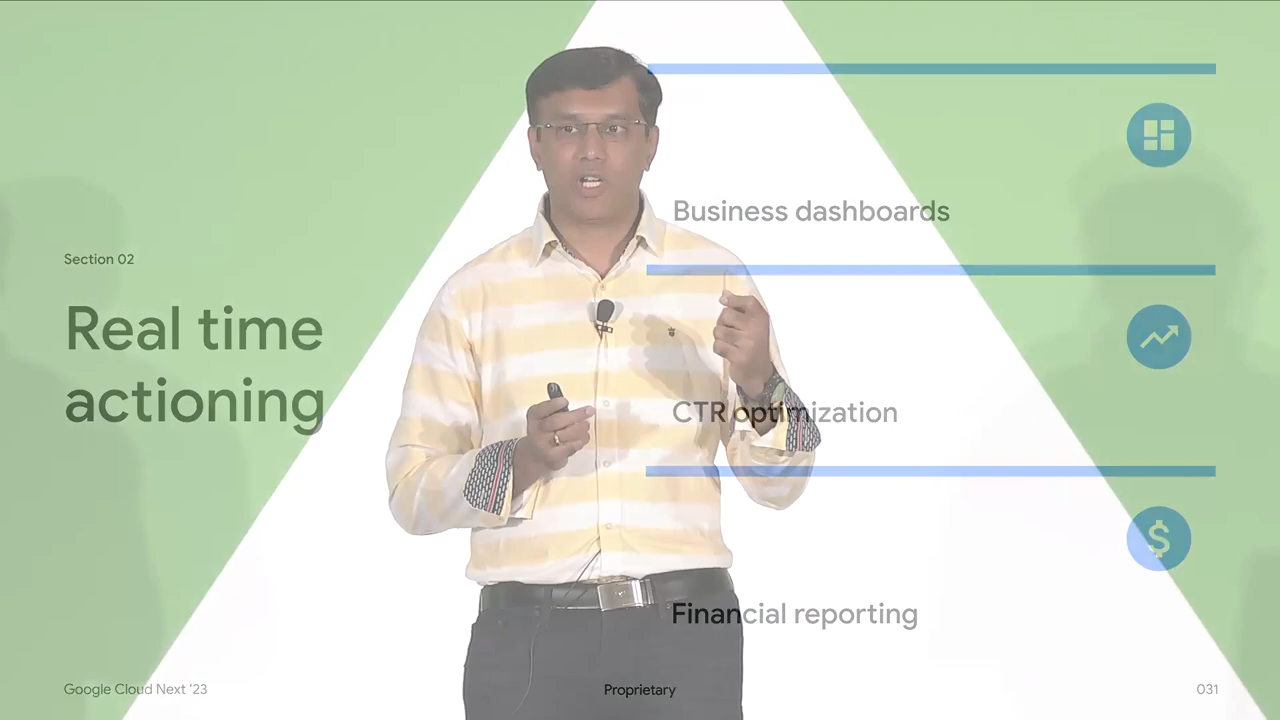 Section 02
Real time
actioning
Business dashboards
CTR optimization
Financial reporting
Google Cloud Next '23
Proprietary
031